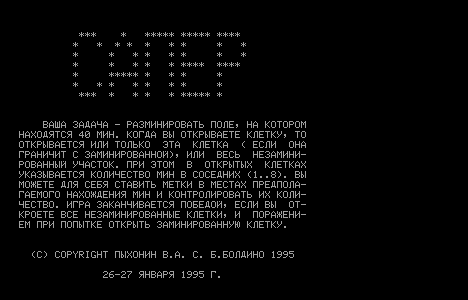 САПЕР
ВАША ЗАДАЧА - РАЗМИНИРОВАТЬ ПОЛЕ, НА КОТОРОМ
НАХОДЯТСЯ 40 МИН. КОГДА ВЫ ОТКРЫВАЕТЕ КЛЕТКУ, ТО
ОТКРЫВАЕТСЯ ИЛИ ТОЛЬКО ЭТА КЛЕТКА ( ЕСЛИ ОНА
ГРАНИЧИТ С ЗАМИНИРОВАННОЙ), ИЛИ ВЕСЬ НЕЗАМИНИ-
РОВАННЫЙ УЧАСТОК. ПРИ ЭТОМ В ОТКРЫТЫХ КЛЕТКАХ
УКАЗЫВАЕТСЯ КОЛИЧЕСТВО МИН В СОСЕДНИХ (1..8). ВЫ
МОЖЕТЕ ДЛЯ СЕБЯ СТАВИТЬ МЕТКИ В МЕСТАХ ПРЕДПОЛА-
ГАЕМОГО НАХОЖДЕНИЯ МИН И КОНТРОЛИРОВАТЬ ИХ КОЛИ-
ЧЕСТВО. ИГРА ЗАКАНЧИВАЕТСЯ ПОБЕДОЙ, ЕСЛИ ВЫ ОТ-
КРОЕТЕ ВСЕ НЕЗАМИНИРОВАННЫЕ КЛЕТКИ, И ПОРАЖЕНИ-
ЕМ ПРИ ПОПЫТКЕ ОТКРЫТЬ ЗАМИНИРОВАННУЮ КЛЕТКУ.
(C) COPYRIGHT ПЫХОНИН В.А. С. Б.БОЛДИНО 1995
26-27 ЯНВАРЯ 1995 Г.